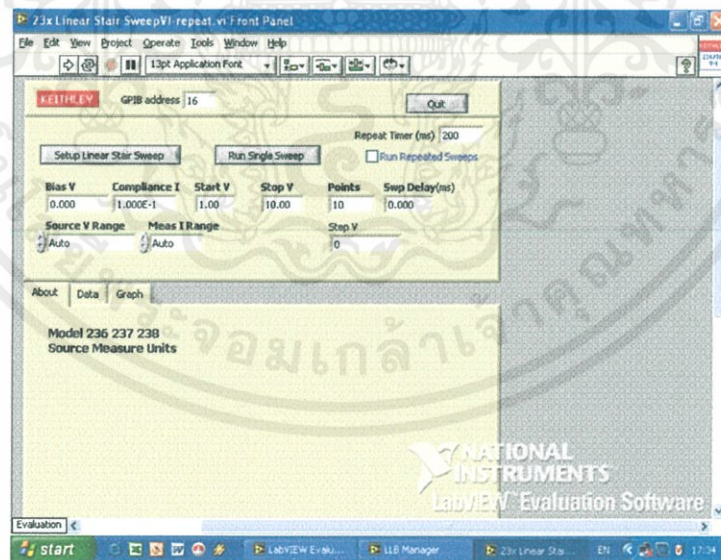 23x Linear Stair SweepVI-repeat.vi Front Panel
File Edit View Project Operate Tools Window Help
13pt Application Font
KEITHLEY GPIB address 16 Quit
Repeat Timer (ms) 200
Setup Linear Stair Sweep Run Single Sweep Run Repeated Sweeps
Bias V Compliance I Start V Stop V Points Swp Delay(ms)
0.000 1.000E-1 1.00 10.00 10 0.000
Source V Range Meas I Range Step V
Auto Auto 0
About Data Graph
Model 236 237 238
Source Measure Units
NATIONAL
INSTRUMENTS
LabVIEW Evaluation Software
Evaluation
start LabVIEW Evalu... LLB Manager 23x Linear Stai... EN